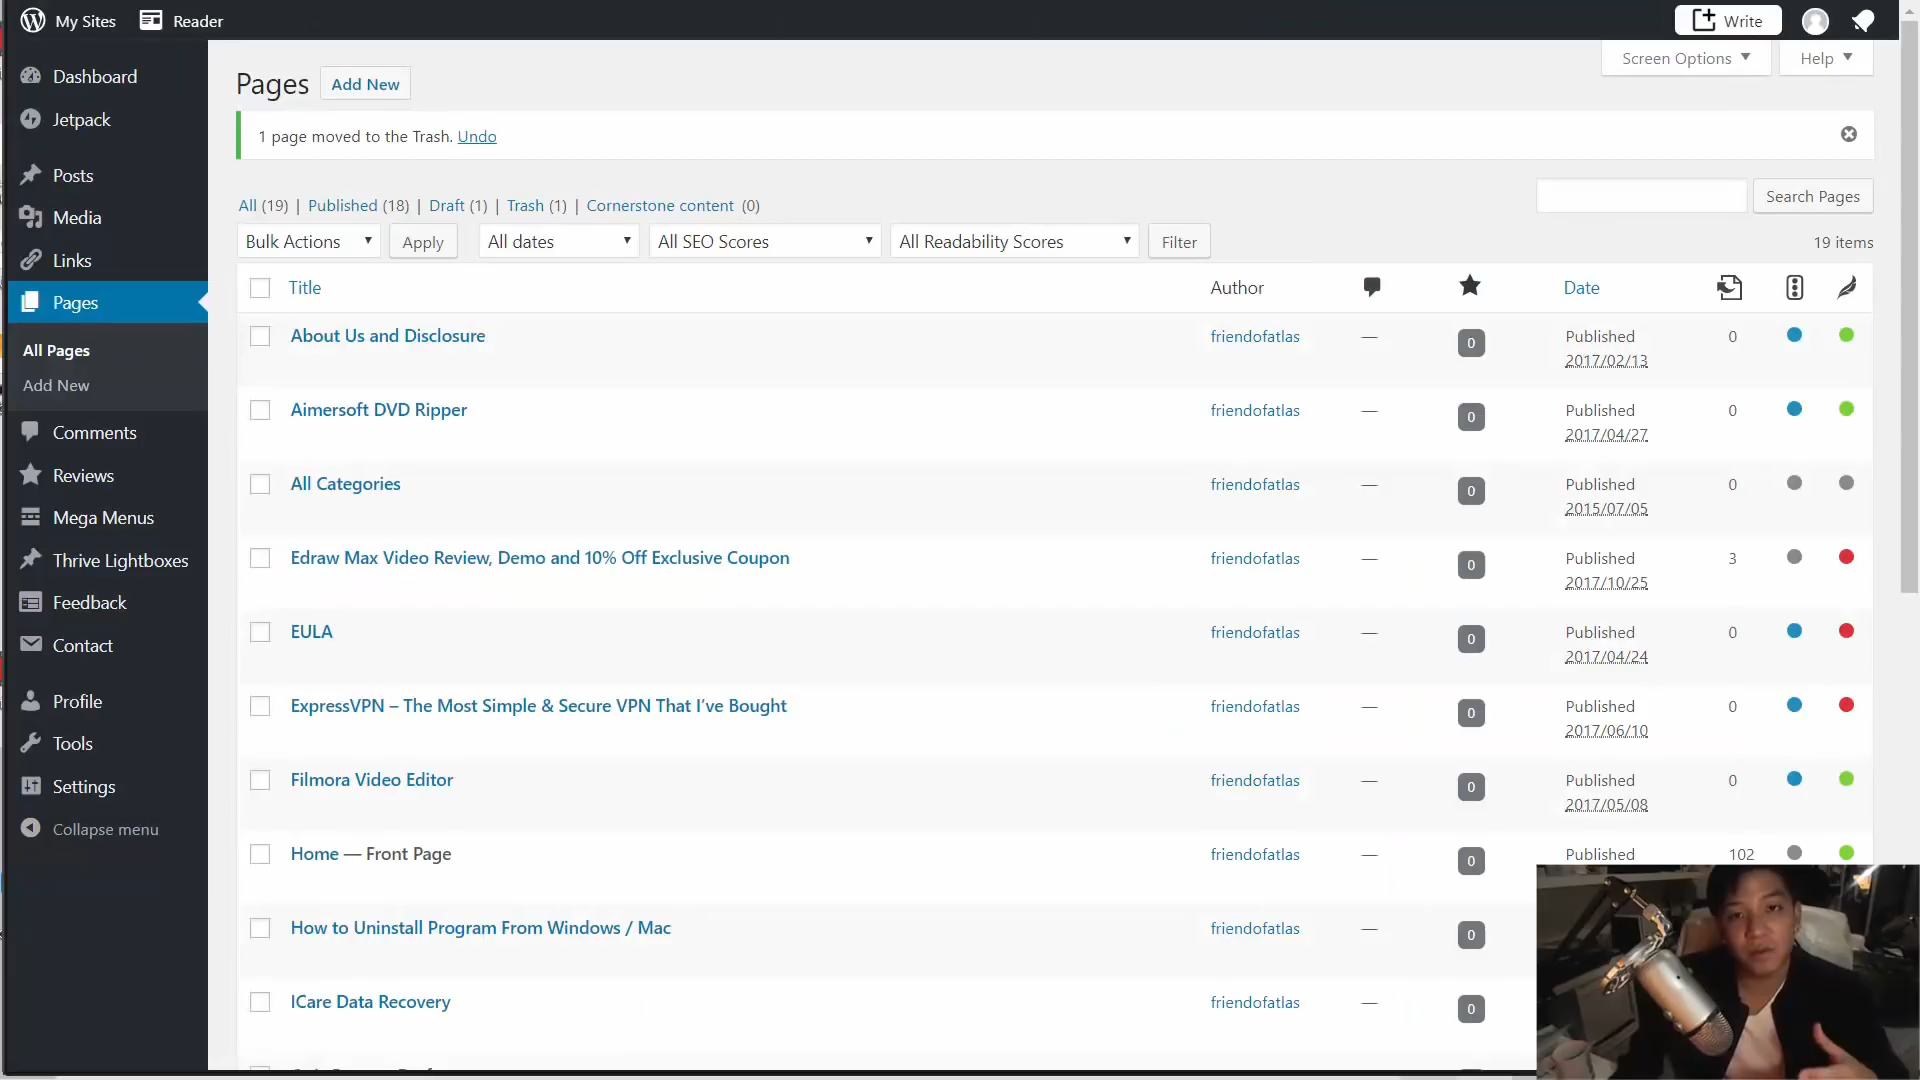 My Sites Reader Write
Screen Options Help
Dashboard
Jetpack
Posts
Media
Links
Pages
All Pages
Add New
Comments
Reviews
Mega Menus
Thrive Lightboxes
Feedback
Contact
Profile
Tools
Settings
Collapse menu
Pages Add New
1 page moved to the Trash. Undo
All (19) | Published (18) | Draft (1) | Trash (1) | Cornerstone content (0)
Search Pages
Bulk Actions Apply All dates All SEO Scores All Readability Scores Filter 19 items
Title Author Date
About Us and Disclosure friendofatlas — 0 Published 0
2017/02/13
Aimersoft DVD Ripper friendofatlas — 0 Published 0
2017/04/27
All Categories friendofatlas — 0 Published 0
2015/07/05
Edraw Max Video Review, Demo and 10% Off Exclusive Coupon friendofatlas — 0 Published 3
2017/10/25
EULA friendofatlas — 0 Published 0
2017/04/24
ExpressVPN – The Most Simple & Secure VPN That I've Bought friendofatlas — 0 Published 0
2017/06/10
Filmora Video Editor friendofatlas — 0 Published 0
2017/05/08
Home — Front Page friendofatlas — 0 Published 102
How to Uninstall Program From Windows / Mac friendofatlas — 0
ICare Data Recovery friendofatlas — 0